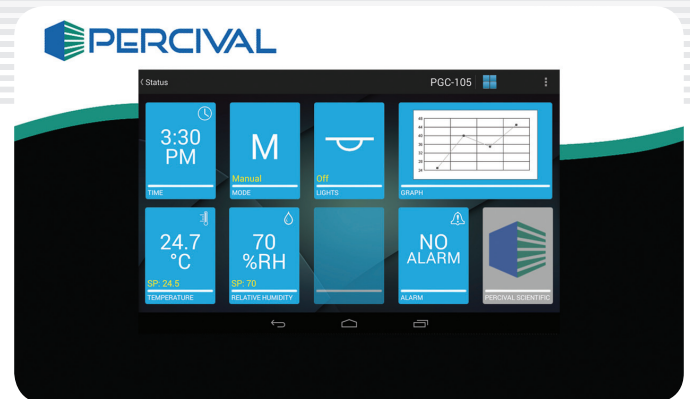 PERCIVAL
Status
PGC-105
3:30
PM
TIME
M
Manual
MODE
Off
LIGHTS
GRAPH
24.7
°C
SP: 24.5
TEMPERATURE
70
%RH
SP: 70
RELATIVE HUMIDITY
NO
ALARM
ALARM
PERCIVAL SCIENTIFIC